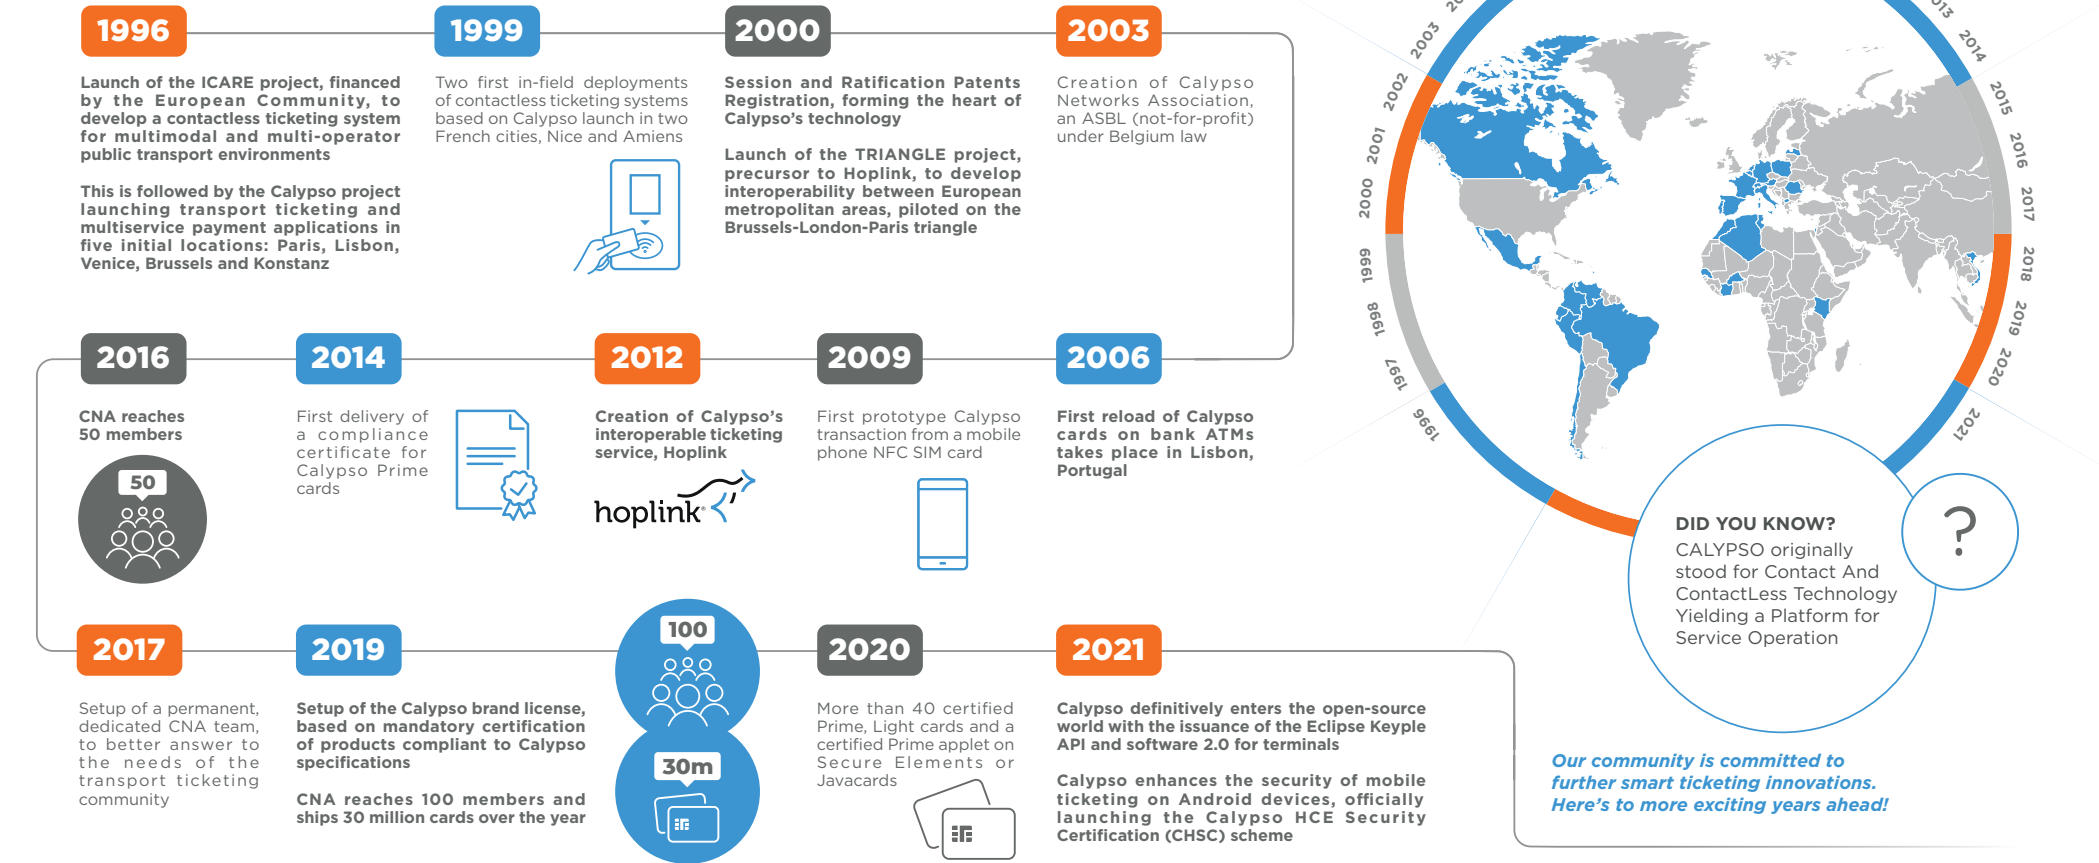 1996
Launch of the ICARE project, financed
by the European Community, to
develop a contactless ticketing system
for multimodal and multi-operator
public transport environments
This is followed by the Calypso project
launching transport ticketing and
multiservice payment applications in
five initial locations: Paris, Lisbon,
Venice, Brussels and Konstanz
1999
Two first in-field deployments
of contactless ticketing systems
based on Calypso launch in two
French cities, Nice and Amiens
2000
Session and Ratification Patents
Registration, forming the heart of
Calypso's technology
Launch of the TRIANGLE project,
precursor to Hoplink, to develop
interoperability between European
metropolitan areas, piloted on the
Brussels-London-Paris triangle
2003
Creation of Calypso
Networks Association,
an ASBL (not-for-profit)
under Belgium law
2006
First reload of Calypso
cards on bank ATMs
takes place in Lisbon,
Portugal
2009
First prototype Calypso
transaction from a mobile
phone NFC SIM card
2012
Creation of Calypso's
interoperable ticketing
service, Hoplink
hoplink®
2014
First delivery of
a compliance
certificate for
Calypso Prime
cards
2016
CNA reaches
50 members
50
2017
Setup of a permanent,
dedicated CNA team,
to better answer to
the needs of the
transport ticketing
community
2019
Setup of the Calypso brand license,
based on mandatory certification
of products compliant to Calypso
specifications
CNA reaches 100 members and
ships 30 million cards over the year
100
30m
2020
More than 40 certified
Prime, Light cards and a
certified Prime applet on
Secure Elements or
Javacards
2021
Calypso definitively enters the open-source
world with the issuance of the Eclipse Keyple
API and software 2.0 for terminals
Calypso enhances the security of mobile
ticketing on Android devices, officially
launching the Calypso HCE Security
Certification (CHSC) scheme
1996
1997
1998
1999
2000
2001
2002
2003
2014
2015
2016
2017
2018
2019
2020
2021
DID YOU KNOW?
CALYPSO originally
stood for Contact And
ContactLess Technology
Yielding a Platform for
Service Operation
?
Our community is committed to
further smart ticketing innovations.
Here's to more exciting years ahead!